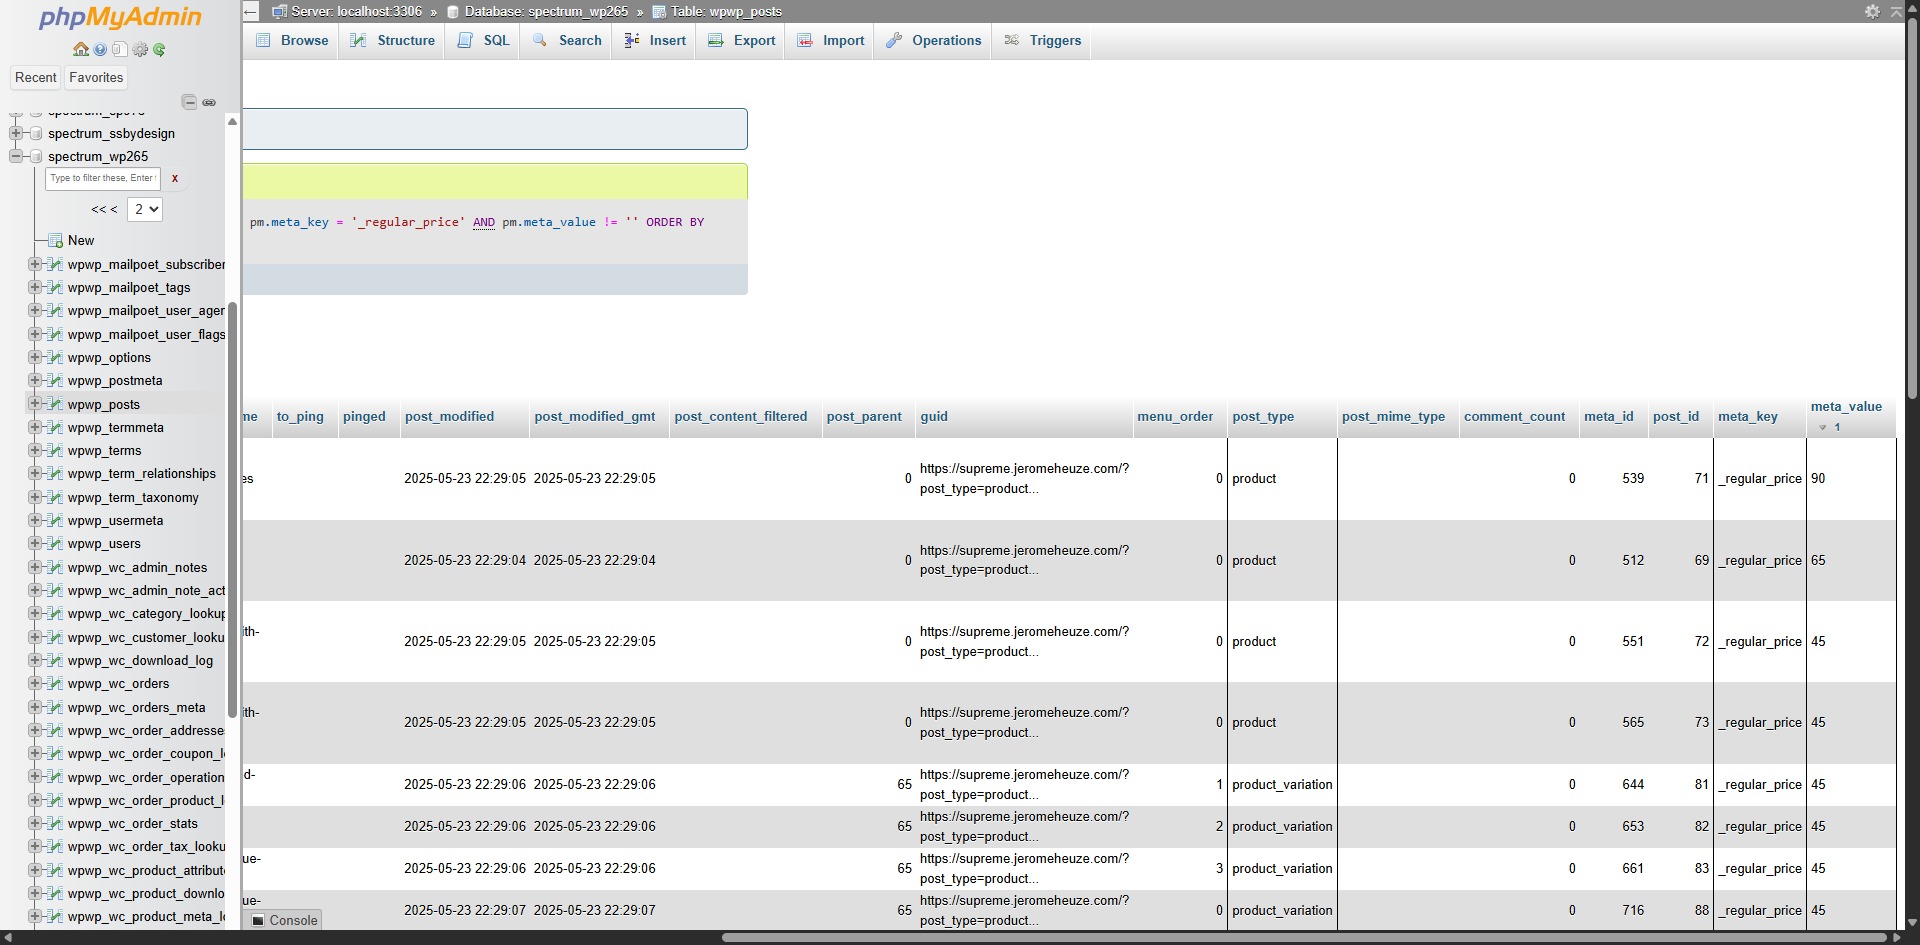 phpMyAdmin
Recent
Favorites
spectrum_ssbydesign
spectrum_wp265
Type to filter these, Enter
x
<< <
2
New
wpwp_mailpoet_subscriber
wpwp_mailpoet_tags
wpwp_mailpoet_user_agen
wpwp_mailpoet_user_flags
wpwp_options
wpwp_postmeta
wpwp_posts
wpwp_termmeta
wpwp_terms
wpwp_term_relationships
wpwp_term_taxonomy
wpwp_usermeta
wpwp_users
wpwp_wc_admin_notes
wpwp_wc_admin_note_act
wpwp_wc_category_lookup
wpwp_wc_customer_looku
wpwp_wc_download_log
wpwp_wc_orders
wpwp_wc_orders_meta
wpwp_wc_order_addresse
wpwp_wc_order_coupon_l
wpwp_wc_order_operation
wpwp_wc_order_product_l
wpwp_wc_order_stats
wpwp_wc_order_tax_looku
wpwp_wc_product_attribut
wpwp_wc_product_downlo
wpwp_wc_product_meta_l
Server: localhost:3306 » Database: spectrum_wp265 » Table: wpwp_posts
Browse Structure SQL Search Insert Export Import Operations Triggers
pm.meta_key = '_regular_price' AND pm.meta_value != '' ORDER BY
me to_ping pinged post_modified post_modified_gmt post_content_filtered post_parent guid menu_order post_type post_mime_type comment_count meta_id post_id meta_key meta_value 1
es 2025-05-23 22:29:05 2025-05-23 22:29:05 0 https://supreme.jeromeheuze.com/?post_type=product... 0 product 0 539 71 _regular_price 90
2025-05-23 22:29:04 2025-05-23 22:29:04 0 https://supreme.jeromeheuze.com/?post_type=product... 0 product 0 512 69 _regular_price 65
ith- 2025-05-23 22:29:05 2025-05-23 22:29:05 0 https://supreme.jeromeheuze.com/?post_type=product... 0 product 0 551 72 _regular_price 45
ith- 2025-05-23 22:29:05 2025-05-23 22:29:05 0 https://supreme.jeromeheuze.com/?post_type=product... 0 product 0 565 73 _regular_price 45
d- 2025-05-23 22:29:06 2025-05-23 22:29:06 65 https://supreme.jeromeheuze.com/?post_type=product... 1 product_variation 0 644 81 _regular_price 45
2025-05-23 22:29:06 2025-05-23 22:29:06 65 https://supreme.jeromeheuze.com/?post_type=product... 2 product_variation 0 653 82 _regular_price 45
ue- 2025-05-23 22:29:06 2025-05-23 22:29:06 65 https://supreme.jeromeheuze.com/?post_type=product... 3 product_variation 0 661 83 _regular_price 45
ue- 2025-05-23 22:29:07 2025-05-23 22:29:07 65 https://supreme.jeromeheuze.com/?post_type=product... 0 product_variation 0 716 88 _regular_price 45
Console